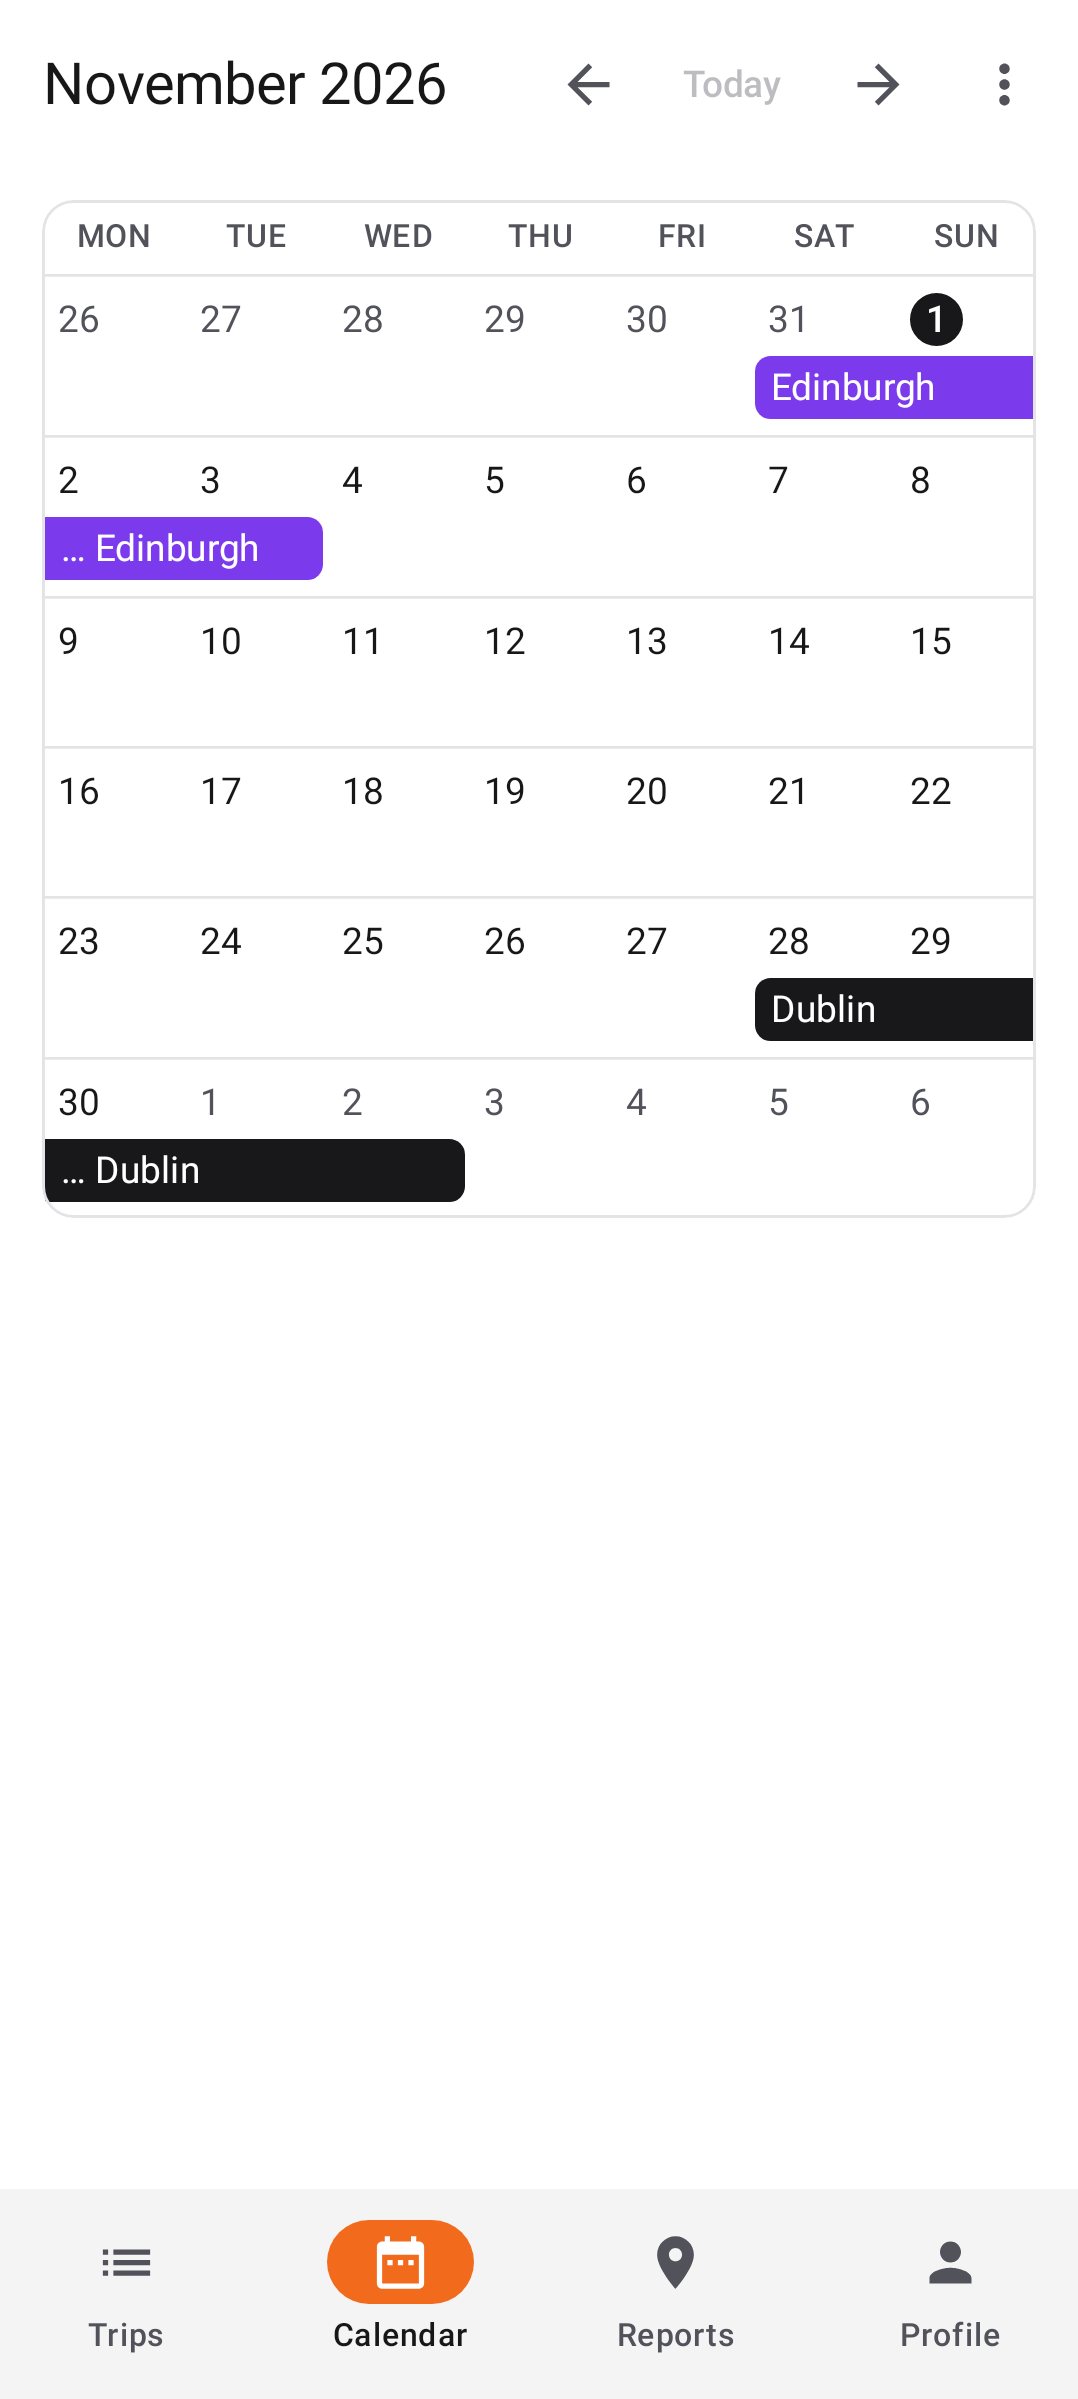 November 2026 Today
MON TUE WED THU FRI SAT SUN
26 27 28 29 30 31 1
Edinburgh
2 3 4 5 6 7 8
... Edinburgh
9 10 11 12 13 14 15
16 17 18 19 20 21 22
23 24 25 26 27 28 29
Dublin
30 1 2 3 4 5 6
... Dublin
Trips Calendar Reports Profile